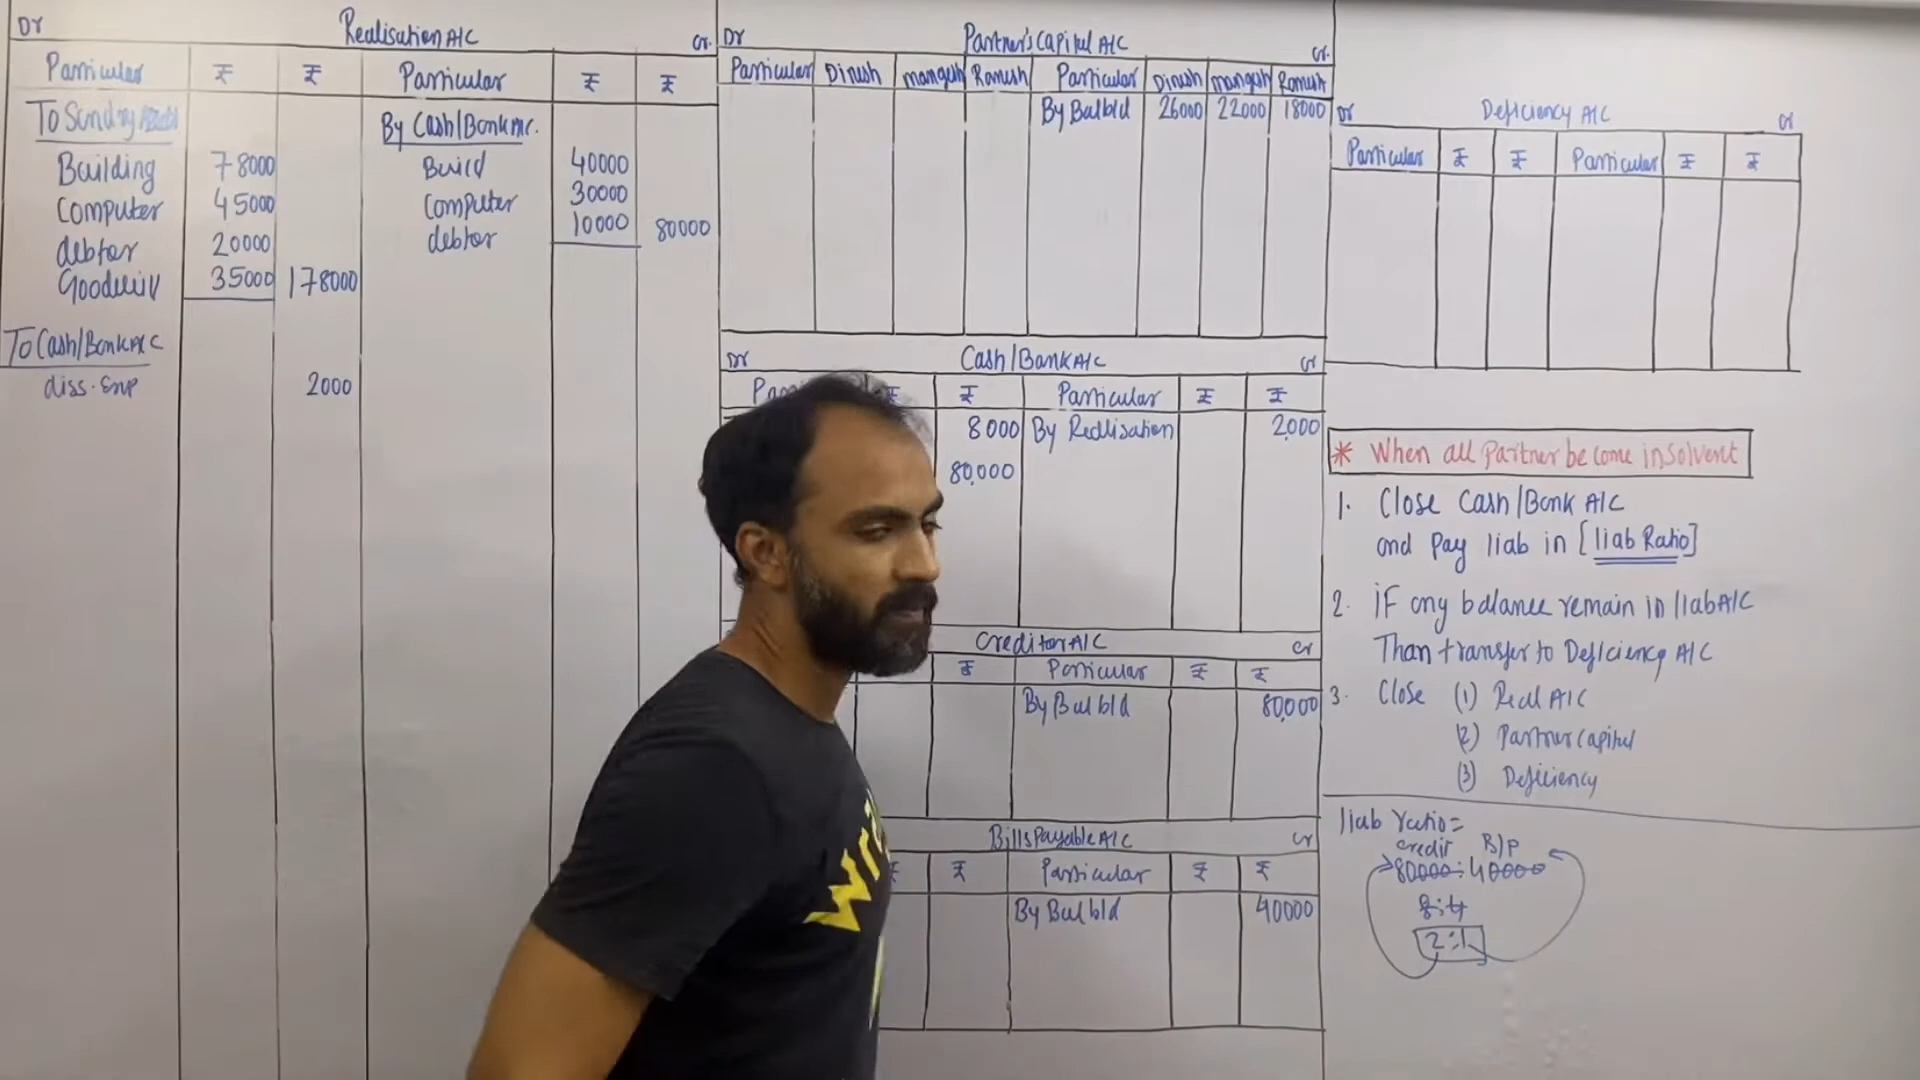 Dr Realisation A/C Cr.
Particular ₹ ₹ Particular ₹ ₹
To Sundry
By Cash/Bank A/c.
Building 78000 Build 40000
Computer 45000 Computer 30000
debtor 20000 debtor 10000 80000
Goodwill 35000 178000
To Cash/Bank A/C
diss. Exp 2000
Dr Partner's Capital A/C Cr.
Particular Dinesh mangesh Ramesh Particular Dinesh mangesh Ramesh
By Bal b/d 26000 22000 18000
Dr Cash/Bank A/C Cr
₹ ₹ Particular ₹ ₹
8000 By Realisation 2,000
80,000
Creditor A/C Cr
₹ Particular ₹ ₹
By Bal b/d 80,000
Bills Payable A/C Cr
₹ ₹ Particular ₹ ₹
By Bal b/d 40000
Dr Deficiency A/C Cr
Particular ₹ ₹ Particular ₹ ₹
* When all Partner become insolvent
1. Close Cash/Bank A/C
and Pay liab in [liab Ratio]
2. iF any balance remain in liab A/C
Than transfer to Deficiency A/C
3. Close (1) Real A/C
(2) Partner capital
(3) Deficiency
liab ratio =
credit B/P
80000:40000
8:4
2:1